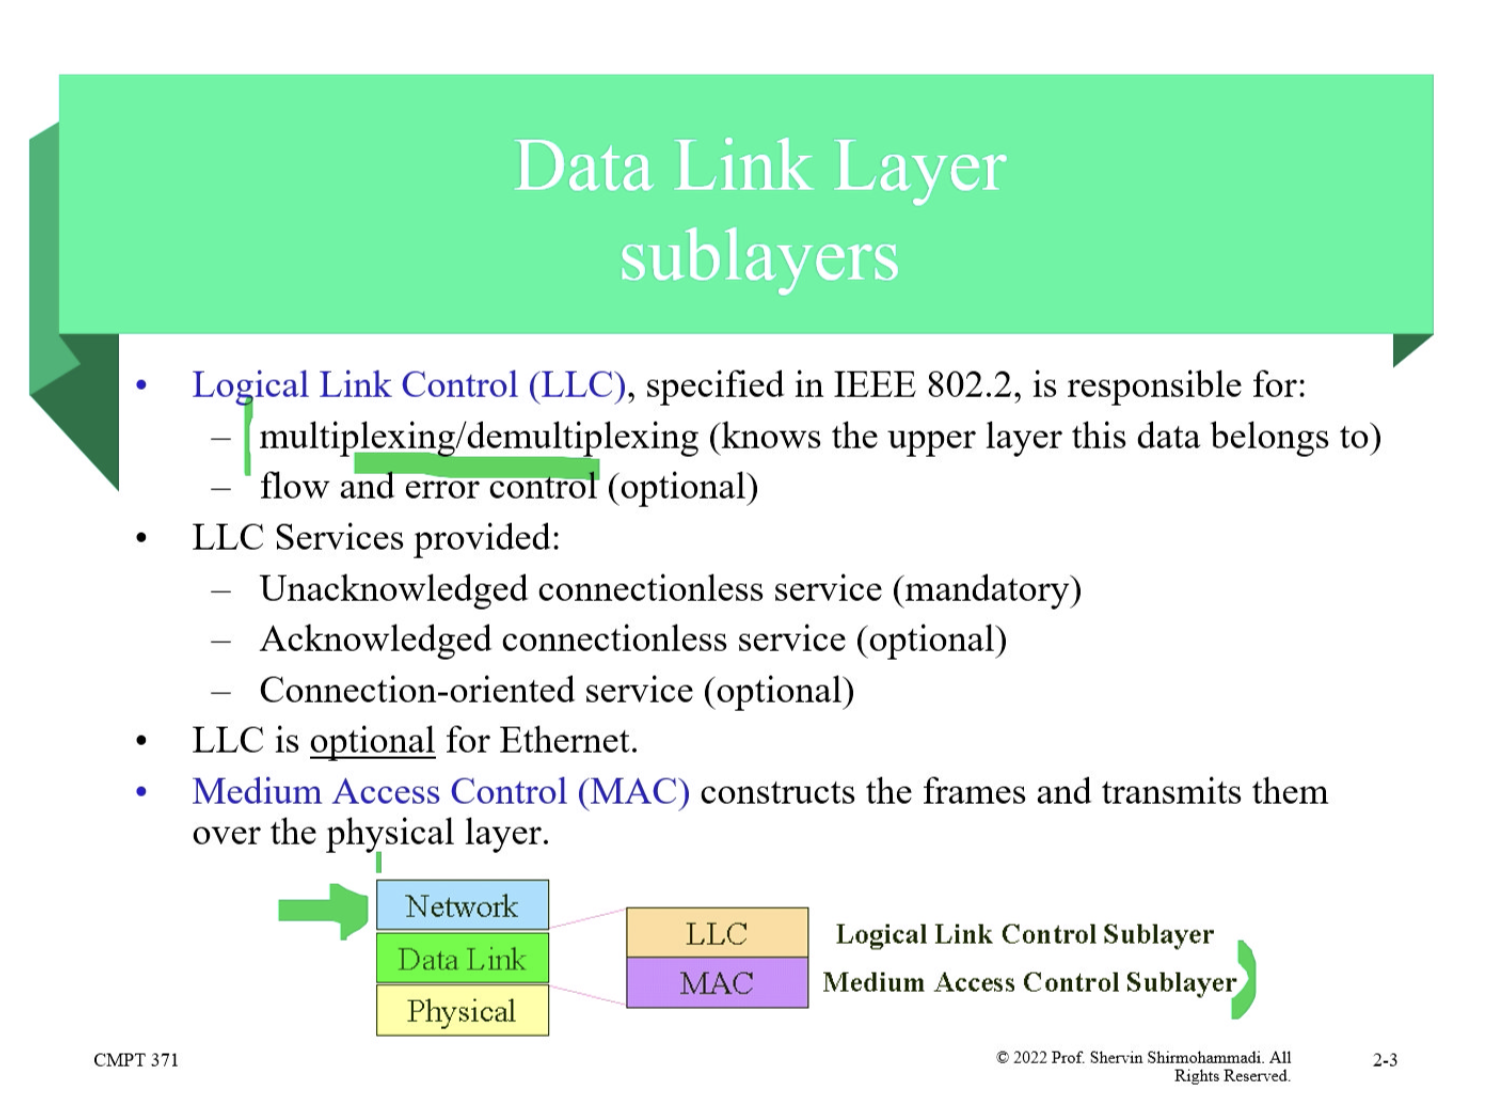 Data Link Layer
sublayers
• Logical Link Control (LLC), specified in IEEE 802.2, is responsible for:
– multiplexing/demultiplexing (knows the upper layer this data belongs to)
– flow and error control (optional)
• LLC Services provided:
– Unacknowledged connectionless service (mandatory)
– Acknowledged connectionless service (optional)
– Connection-oriented service (optional)
• LLC is optional for Ethernet.
• Medium Access Control (MAC) constructs the frames and transmits them
over the physical layer.
Network
Data Link
Physical
LLC
MAC
Logical Link Control Sublayer
Medium Access Control Sublayer
CMPT 371
© 2022 Prof. Shervin Shirmohammadi. All
Rights Reserved.
2-3